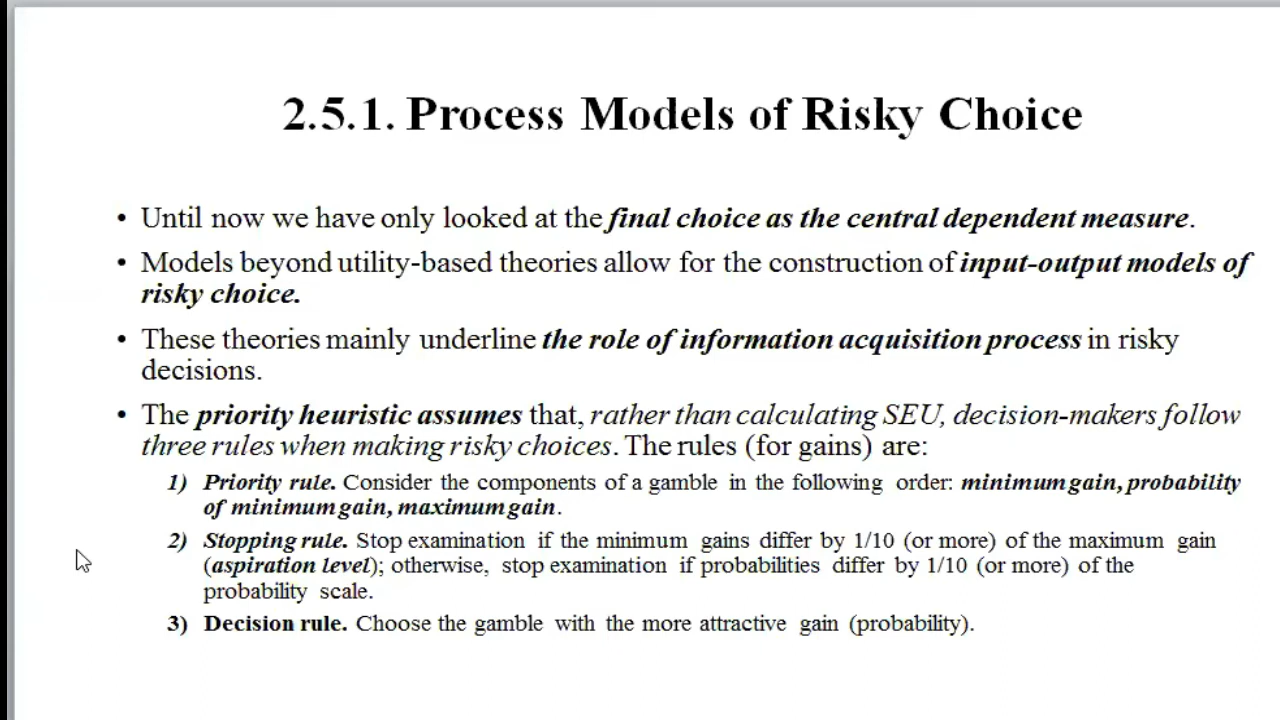 2.5.1. Process Models of Risky Choice
• Until now we have only looked at the final choice as the central dependent measure.
• Models beyond utility-based theories allow for the construction of input-output models of
risky choice.
• These theories mainly underline the role of information acquisition process in risky
decisions.
• The priority heuristic assumes that, rather than calculating SEU, decision-makers follow
three rules when making risky choices. The rules (for gains) are:
1) Priority rule. Consider the components of a gamble in the following order: minimum gain, probability
of minimum gain, maximum gain.
2) Stopping rule. Stop examination if the minimum gains differ by 1/10 (or more) of the maximum gain
(aspiration level); otherwise, stop examination if probabilities differ by 1/10 (or more) of the
probability scale.
3) Decision rule. Choose the gamble with the more attractive gain (probability).